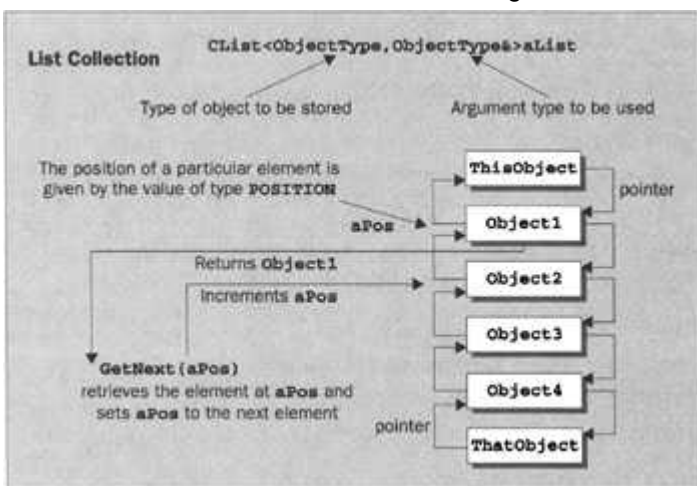 List Collection
CList<ObjectType,ObjectType&>aList
Type of object to be stored
Argument type to be used
The position of a particular element is
given by the value of type POSITION
aPos
ThisObject
pointer
Object1
Returns Object1
Increments aPos
Object2
Object3
GetNext(aPos)
retrieves the element at aPos and
sets aPos to the next element
Object4
pointer
ThatObject